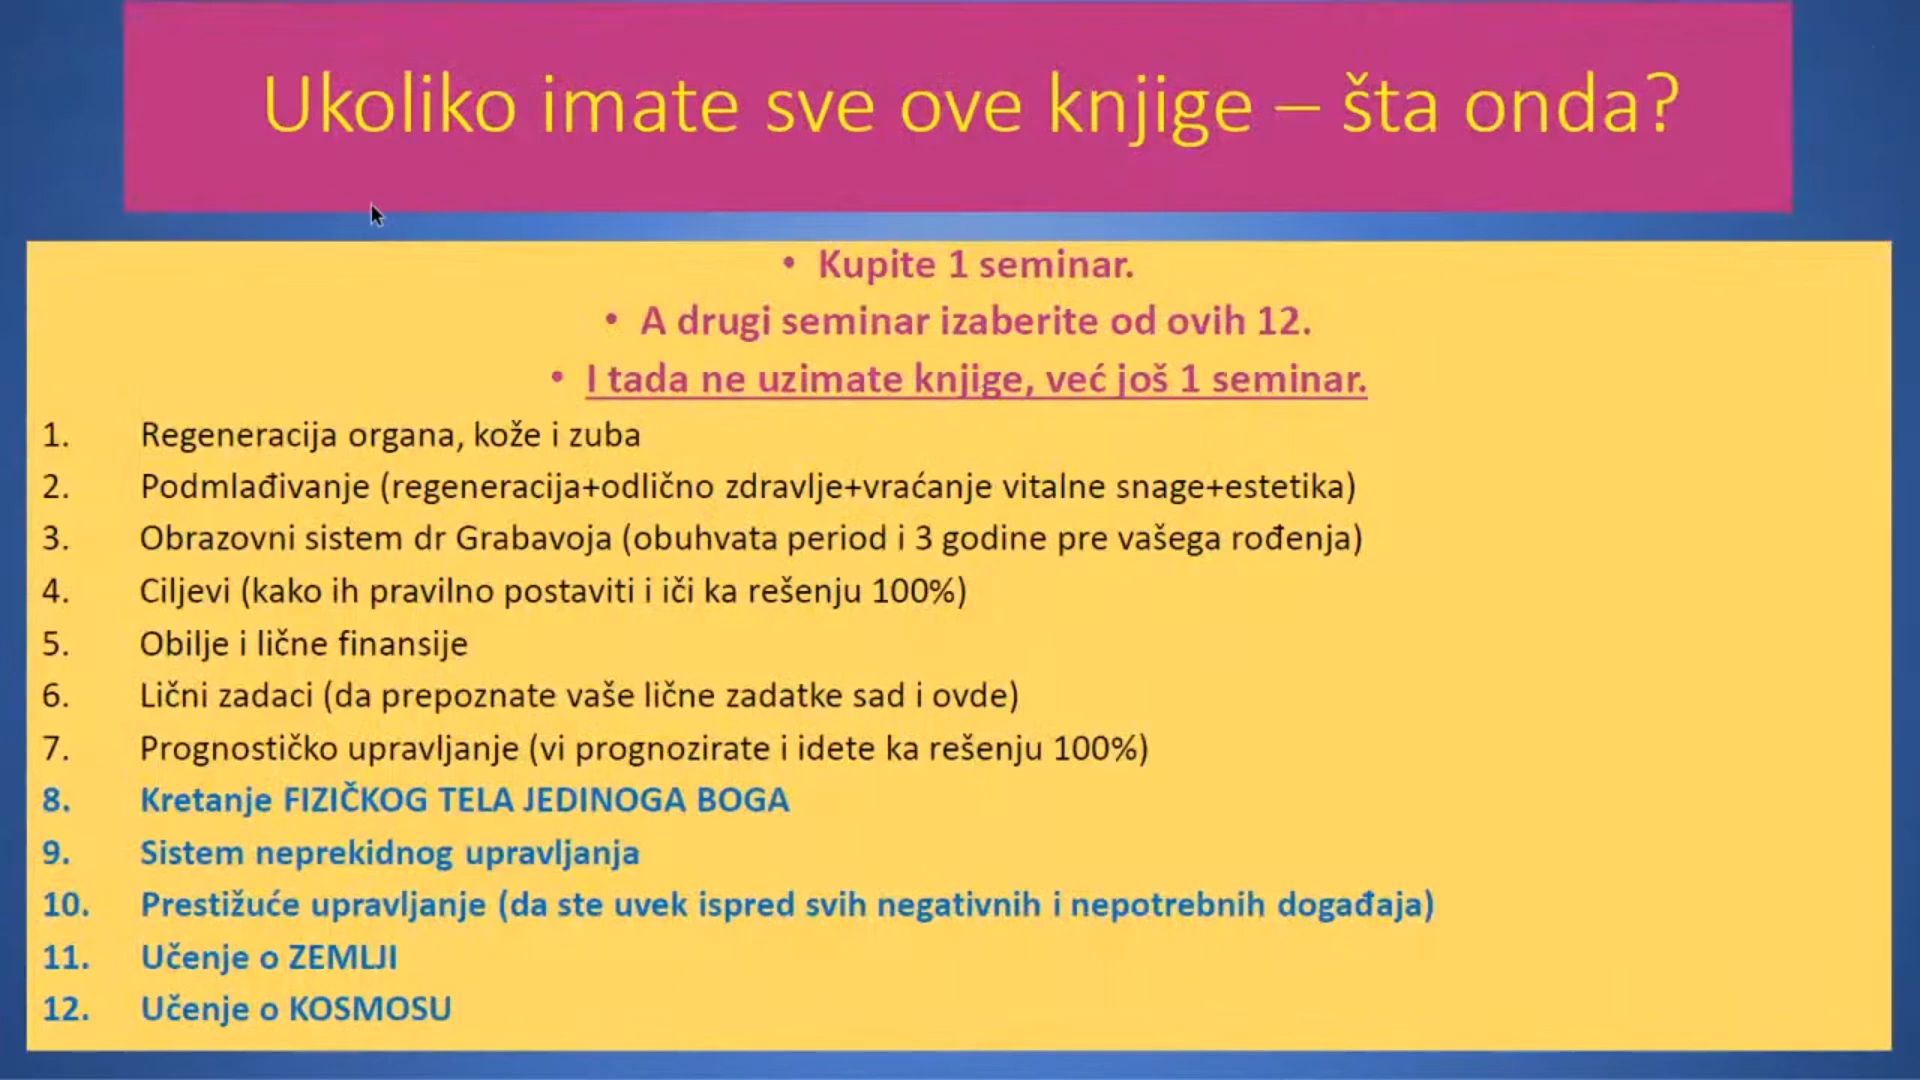 Ukoliko imate sve ove knjige – šta onda?
• Kupite 1 seminar.
• A drugi seminar izaberite od ovih 12.
• I tada ne uzimate knjige, već još 1 seminar.
1. Regeneracija organa, kože i zuba
2. Podmlađivanje (regeneracija+odlično zdravlje+vraćanje vitalne snage+estetika)
3. Obrazovni sistem dr Grabavoja (obuhvata period i 3 godine pre vašega rođenja)
4. Ciljevi (kako ih pravilno postaviti i iči ka rešenju 100%)
5. Obilje i lične finansije
6. Lični zadaci (da prepoznate vaše lične zadatke sad i ovde)
7. Prognostičko upravljanje (vi prognozirate i idete ka rešenju 100%)
8. Kretanje FIZIČKOG TELA JEDINOGA BOGA
9. Sistem neprekidnog upravljanja
10. Prestižuće upravljanje (da ste uvek ispred svih negativnih i nepotrebnih događaja)
11. Učenje o ZEMLJI
12. Učenje o KOSMOSU